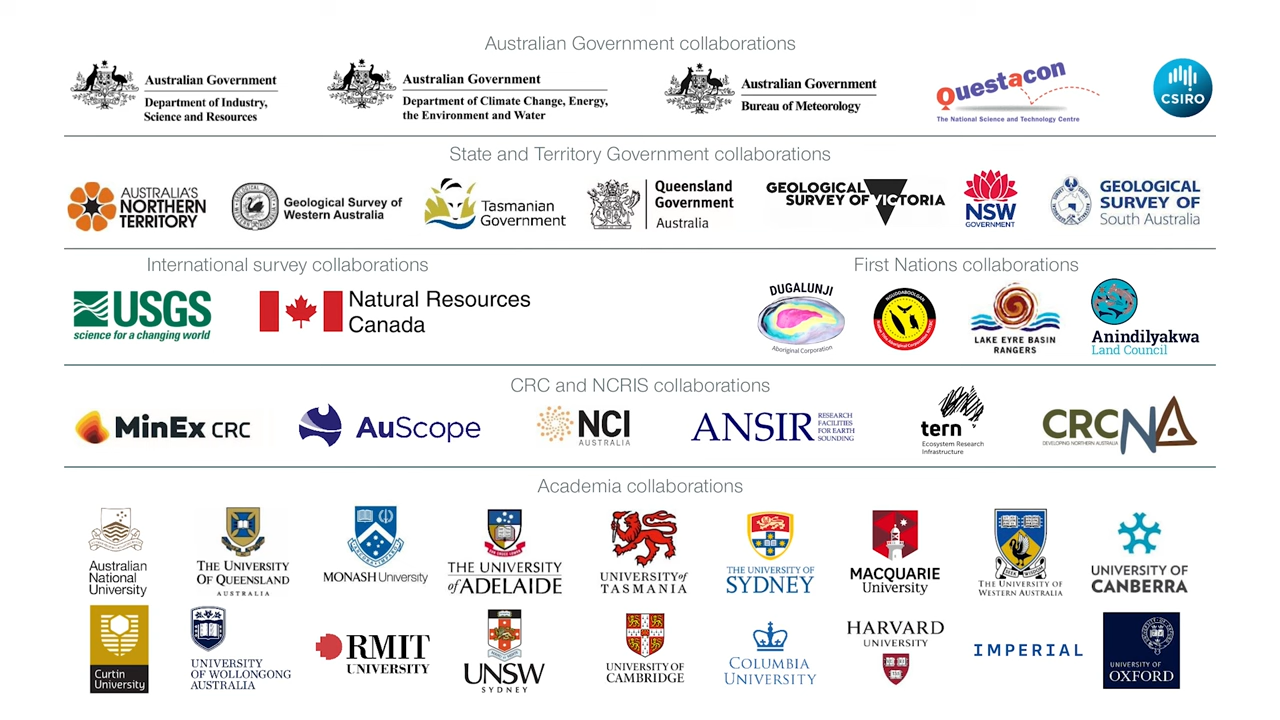 Australian Government collaborations
Australian Government
Department of Industry,
Science and Resources
Australian Government
Department of Climate Change, Energy,
the Environment and Water
Australian Government
Bureau of Meteorology
Questacon
The National Science and Technology Centre
CSIRO
State and Territory Government collaborations
AUSTRALIA'S
NORTHERN
TERRITORY
Geological Survey of
Western Australia
Tasmanian
Government
Queensland
Government
Australia
GEOLOGICAL
SURVEY OF VICTORIA
NSW
GOVERNMENT
GEOLOGICAL
SURVEY OF
South Australia
International survey collaborations
USGS
science for a changing world
Natural Resources
Canada
First Nations collaborations
DUGALUNJI
Aboriginal Corporation
LAKE EYRE BASIN
RANGERS
Anindilyakwa
Land Council
CRC and NCRIS collaborations
MinEx CRC
AuScope
NCI
AUSTRALIA
ANSIR
RESEARCH
FACILITIES
FOR EARTH
SOUNDING
tern
Ecosystem Research
Infrastructure
CRCNA
DEVELOPING NORTHERN AUSTRALIA
Academia collaborations
Australian
National
University
THE UNIVERSITY
OF QUEENSLAND
AUSTRALIA
MONASH University
THE UNIVERSITY
of ADELAIDE
UNIVERSITY of
TASMANIA
THE UNIVERSITY OF
SYDNEY
MACQUARIE
University
THE UNIVERSITY OF
WESTERN AUSTRALIA
UNIVERSITY OF
CANBERRA
Curtin
University
UNIVERSITY
OF WOLLONGONG
AUSTRALIA
RMIT
UNIVERSITY
UNSW
SYDNEY
UNIVERSITY OF
CAMBRIDGE
COLUMBIA
UNIVERSITY
HARVARD
UNIVERSITY
IMPERIAL
UNIVERSITY OF
OXFORD